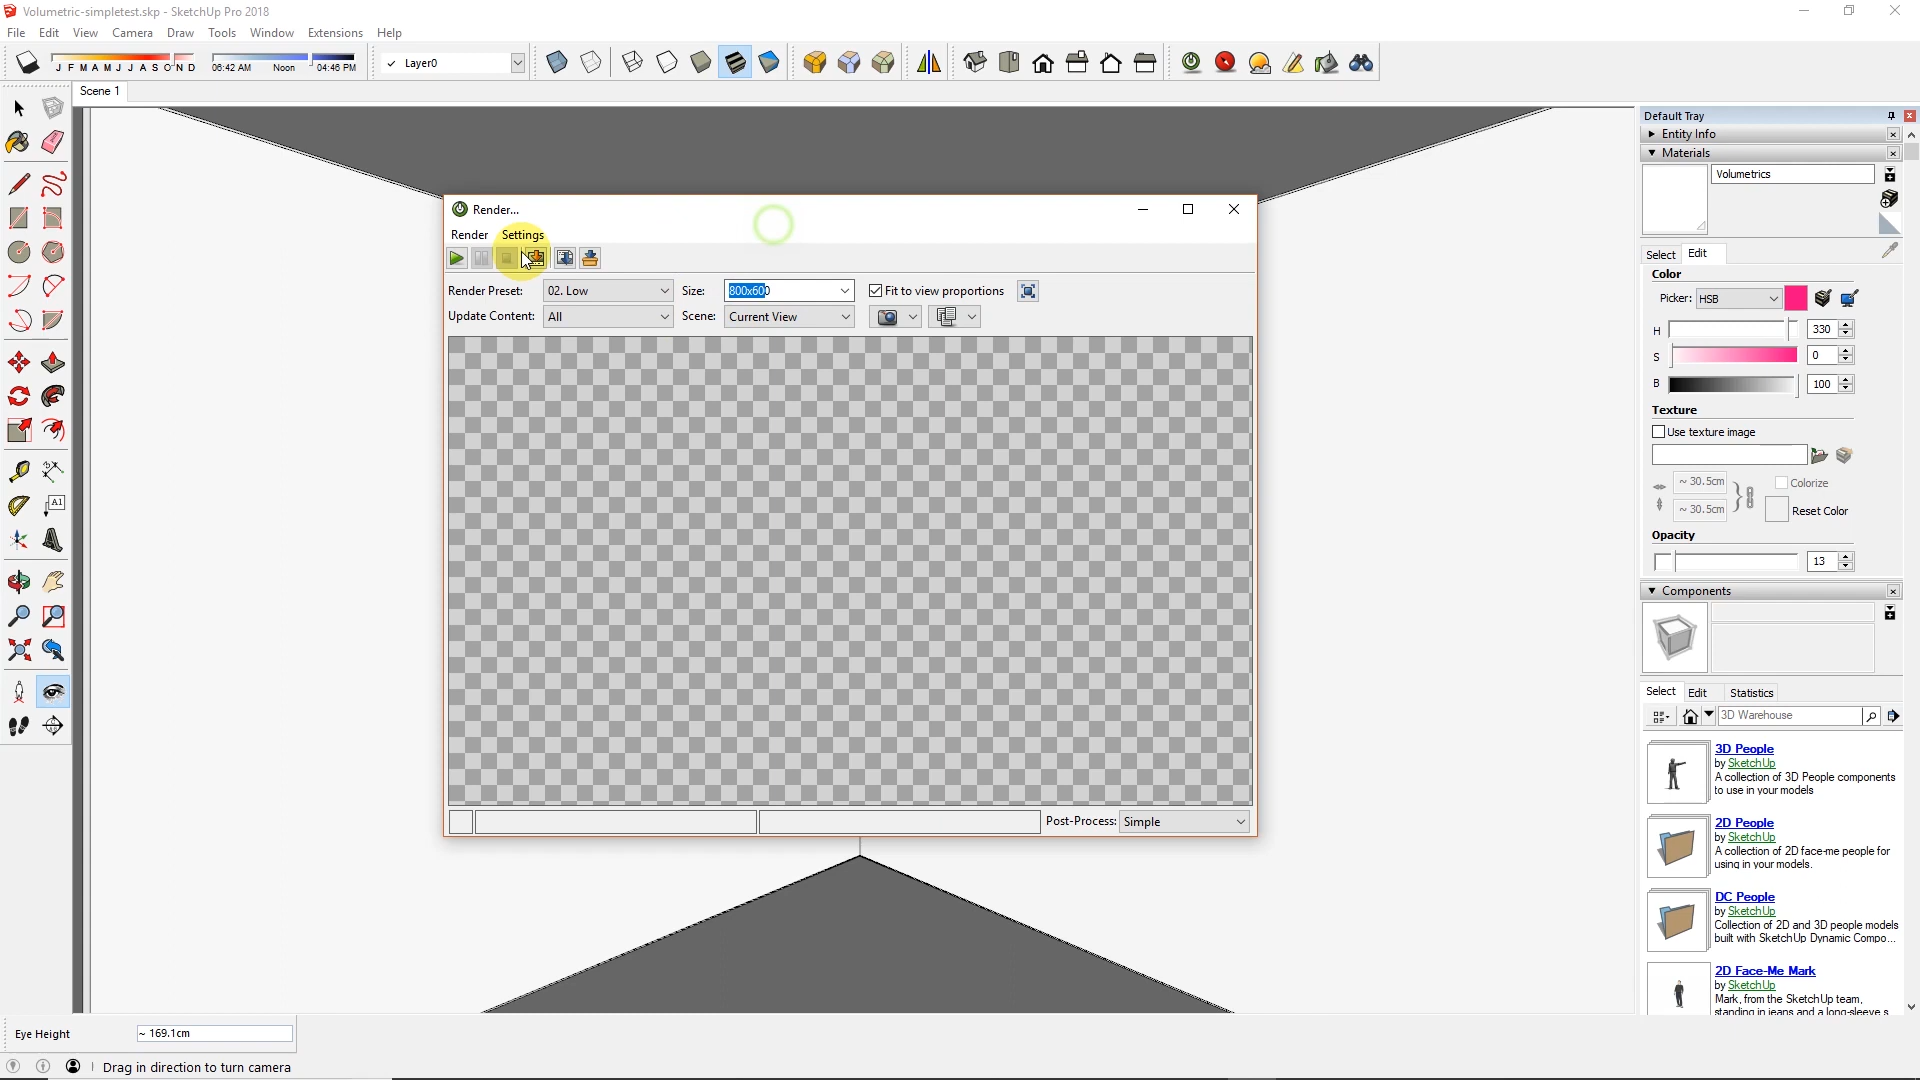 Volumetric-simpletest.skp - SketchUp Pro 2018
File Edit View Camera Draw Tools Window Extensions Help
J F M A M J J A S O N D 06:42 AM Noon 04:46 PM Layer0
Scene 1
Default Tray
Entity Info
Materials
Volumetrics
Select Edit
Color
Picker: HSB
H 330
S 0
B 100
Texture
Use texture image
~ 30.5cm Colorize
~ 30.5cm Reset Color
Opacity
13
Components
Select Edit Statistics
3D Warehouse
3D People
by SketchUp
A collection of 3D People components
to use in your models
2D People
by SketchUp
A collection of 2D face-me people for
using in your models.
DC People
by SketchUp
Collection of 2D and 3D people models
built with SketchUp Dynamic Compo...
2D Face-Me Mark
by SketchUp
Mark, from the SketchUp team,
standing in jeans and a long-sleeve s
Render...
Render Settings
Render Preset: 02. Low Size: 800x600 Fit to view proportions
Update Content: All Scene: Current View
Post-Process: Simple
A1
Eye Height ~ 169.1cm
Drag in direction to turn camera